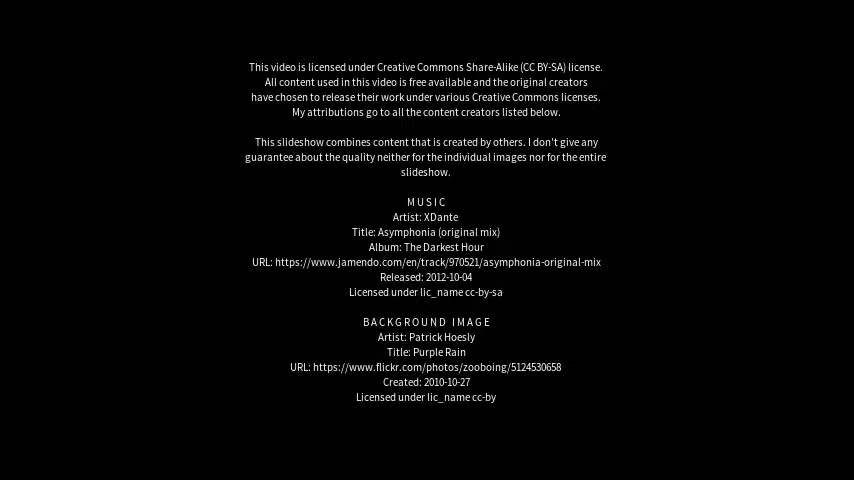 This video is licensed under Creative Commons Share-Alike (CC BY-SA) license.
All content used in this video is free available and the original creators
have chosen to release their work under various Creative Commons licenses.
My attributions go to all the content creators listed below.
This slideshow combines content that is created by others. I don't give any
guarantee about the quality neither for the individual images nor for the entire
slideshow.
MUSIC
Artist: XDante
Title: Asymphonia (original mix)
Album: The Darkest Hour
URL: https://www.jamendo.com/en/track/970521/asymphonia-original-mix
Released: 2012-10-04
Licensed under lic_name cc-by-sa
BACKGROUND IMAGE
Artist: Patrick Hoesly
Title: Purple Rain
URL: https://www.flickr.com/photos/zooboing/5124530658
Created: 2010-10-27
Licensed under lic_name cc-by